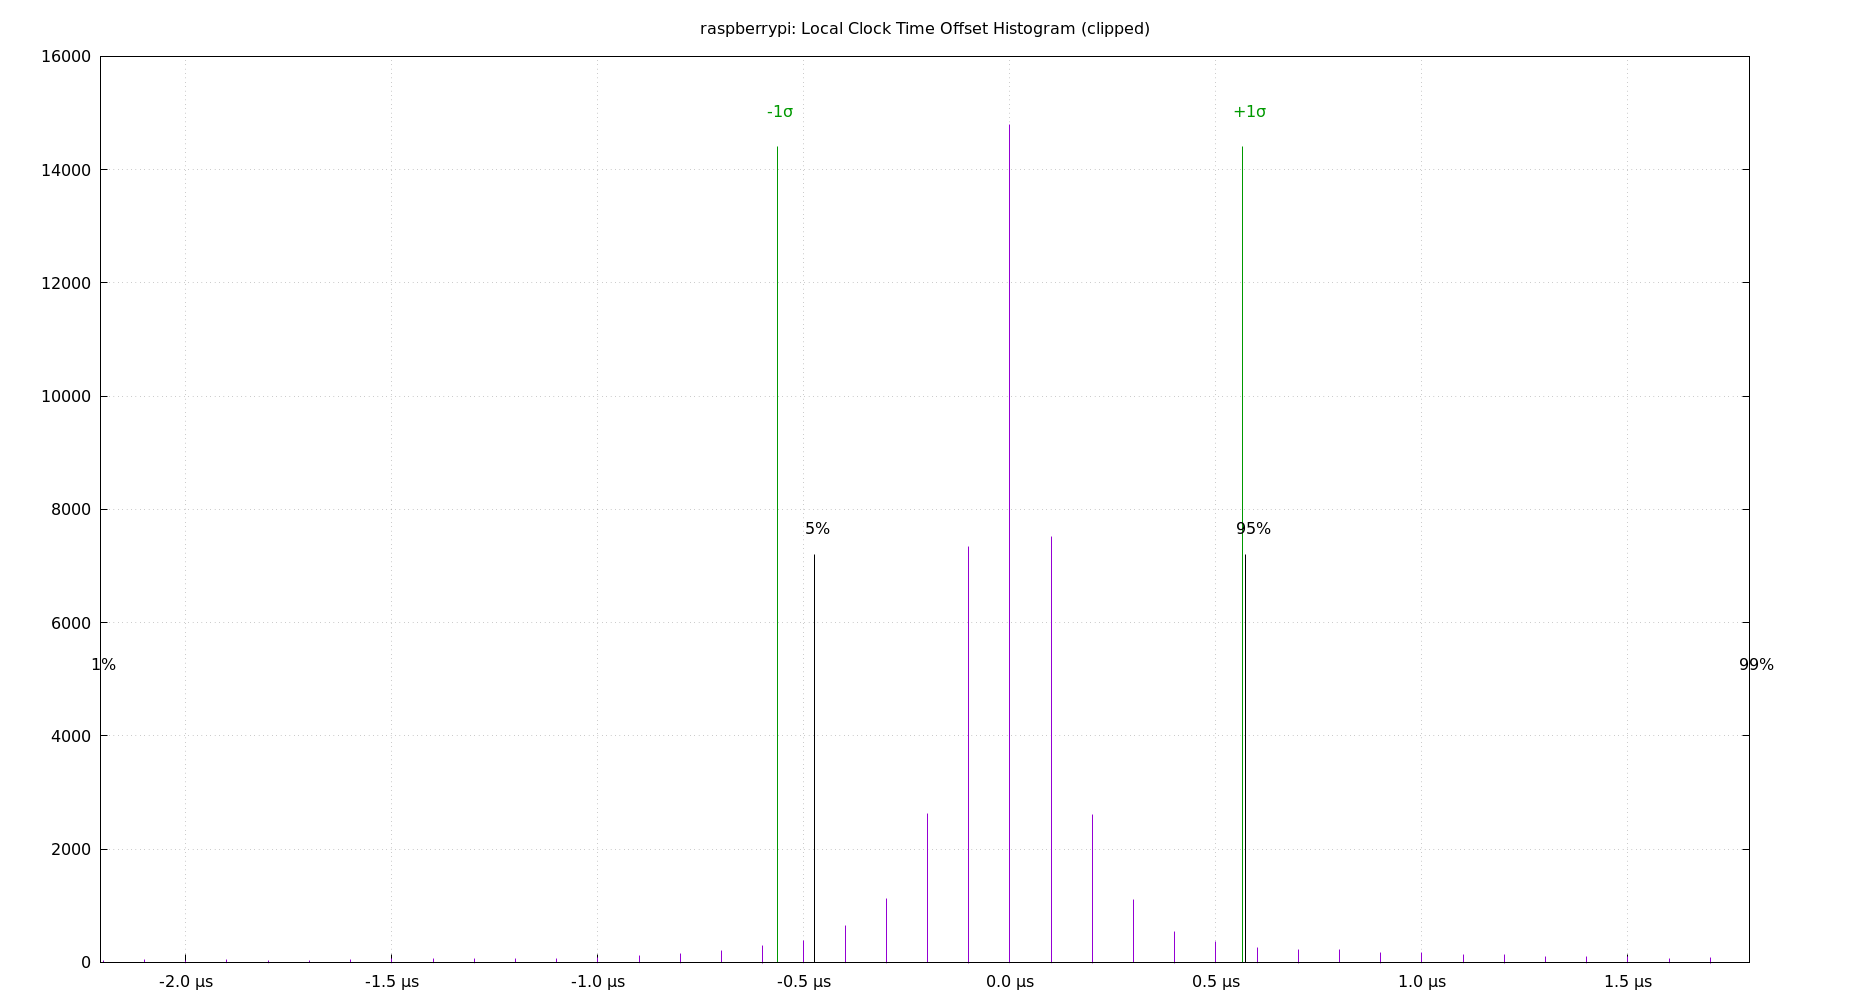 raspberrypi: Local Clock Time Offset Histogram (clipped)
16000
-1σ
+1σ
14000
12000
10000
8000
5%
95%
6000
1%
99%
4000
2000
0
-2.0 μs
-1.5 μs
-1.0 μs
-0.5 μs
0.0 μs
0.5 μs
1.0 μs
1.5 μs